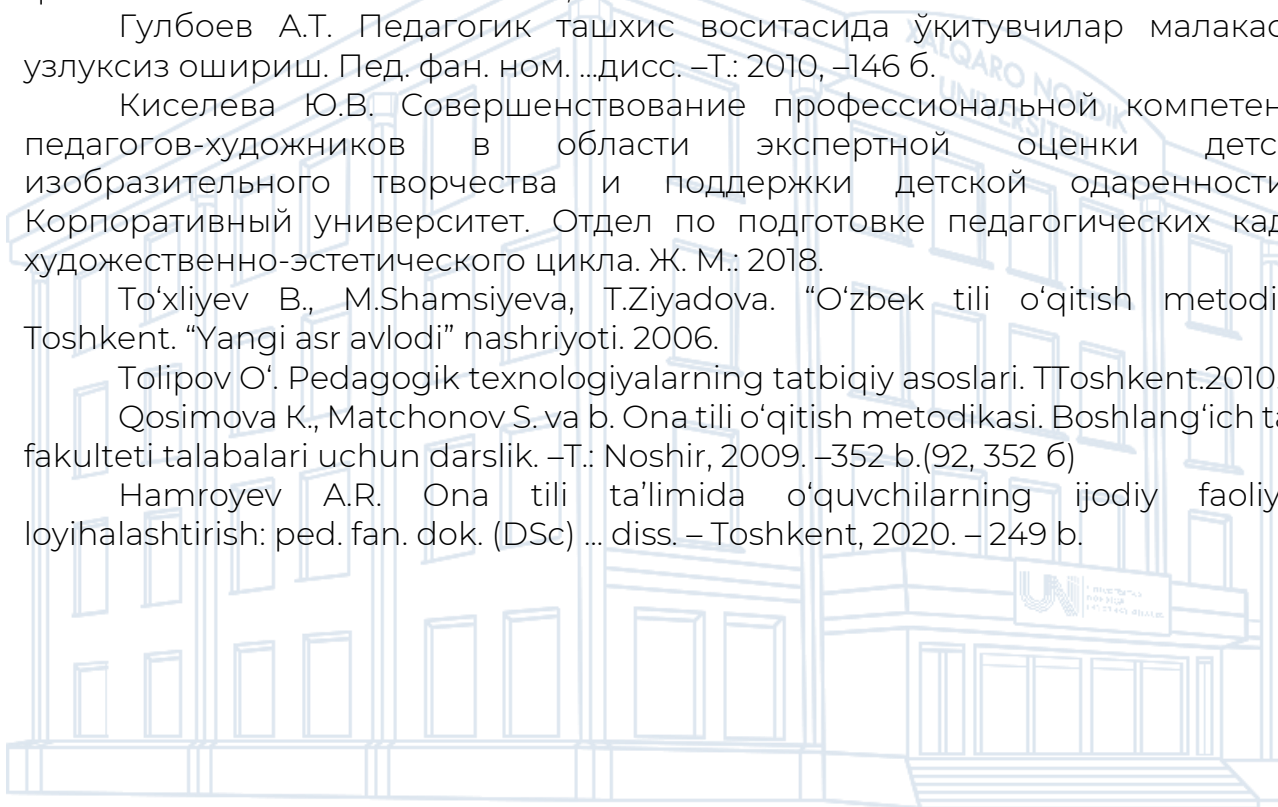 Гулбоев А.Т. Педагогик ташхис воситасида ўқитувчилар малакас
узлуксиз ошириш. Пед. фан. ном. ...дисс. –Т.: 2010, –146 б.
Киселева Ю.В. Совершенствование профессиональной компетен
педагогов-художников в области экспертной оценки детс
изобразительного творчества и поддержки детской одаренности
Корпоративный университет. Отдел по подготовке педагогических кад
художественно-эстетического цикла. Ж. М.: 2018.
To‘xliyev B., M.Shamsiyeva, T.Ziyadova. “O‘zbek tili o‘qitish metodi
Toshkent. “Yangi asr avlodi” nashriyoti. 2006.
Tolipov O‘. Pedagogik texnologiyalarning tatbiqiy asoslari. TToshkent.2010.
Qosimova K., Matchonov S. va b. Ona tili o‘qitish metodikasi. Boshlang‘ich ta
fakulteti talabalari uchun darslik. –T.: Noshir, 2009. –352 b.(92, 352 б)
Hamroyev A.R. Ona tili ta’limida o‘quvchilarning ijodiy faoliy
loyihalashtirish: ped. fan. dok. (DSc) ... diss. – Toshkent, 2020. – 249 b.
XALQARO NORDIK
UNIVERSITETI
UNI